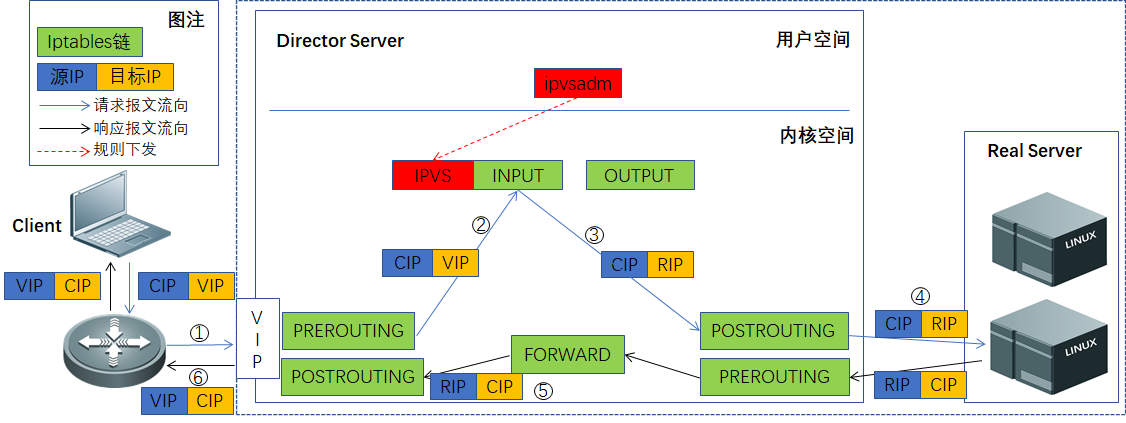 图注
Iptables链
源IP 目标IP
请求报文流向
响应报文流向
规则下发
Director Server
用户空间
ipvsadm
内核空间
IPVS INPUT OUTPUT
Real Server
LINUX
LINUX
Client
VIP CIP
CIP VIP
①
⑥
VIP CIP
V
I
P
PREROUTING
②
CIP VIP
③
CIP RIP
POSTROUTING
④
CIP RIP
POSTROUTING
FORWARD
PREROUTING
RIP CIP
⑤
RIP CIP